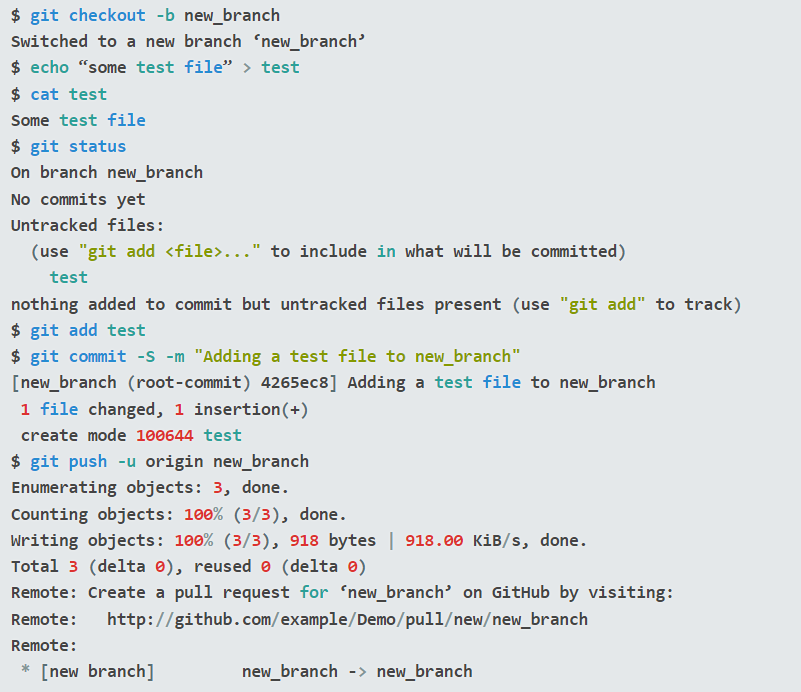 $ git checkout -b new_branch
Switched to a new branch ‘new_branch’
$ echo “some test file” > test
$ cat test
Some test file
$ git status
On branch new_branch
No commits yet
Untracked files:
(use "git add <file>..." to include in what will be committed)
test
nothing added to commit but untracked files present (use "git add" to track)
$ git add test
$ git commit -S -m "Adding a test file to new_branch"
[new_branch (root-commit) 4265ec8] Adding a test file to new_branch
1 file changed, 1 insertion(+)
create mode 100644 test
$ git push -u origin new_branch
Enumerating objects: 3, done.
Counting objects: 100% (3/3), done.
Writing objects: 100% (3/3), 918 bytes | 918.00 KiB/s, done.
Total 3 (delta 0), reused 0 (delta 0)
Remote: Create a pull request for ‘new_branch’ on GitHub by visiting:
Remote:   http://github.com/example/Demo/pull/new/new_branch
Remote:
* [new branch]         new_branch -> new_branch